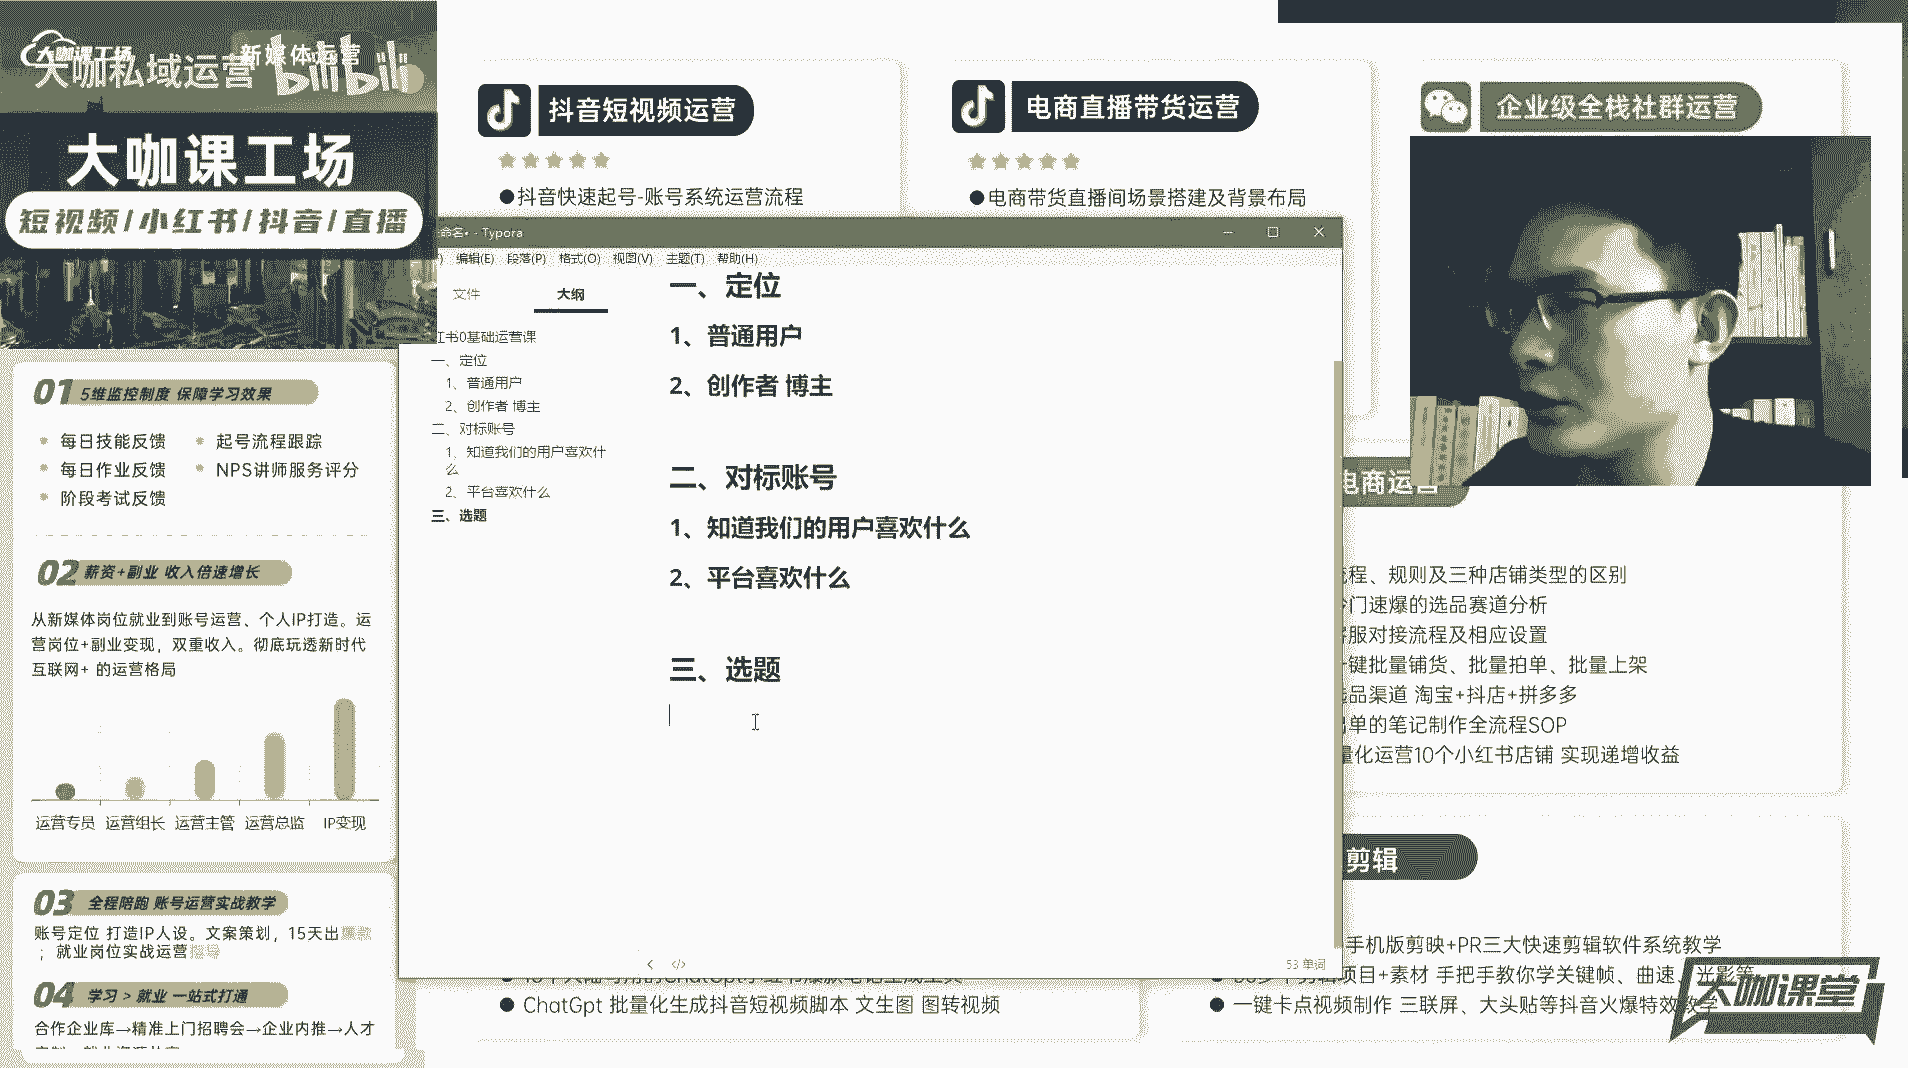 大咖课工场
新媒体运营
大咖私域运营
bilibili
大咖课工场
短视频/小红书/抖音/直播
01 5维监控制度 保障学习效果
每日技能反馈
起号流程跟踪
每日作业反馈
NPS讲师服务评分
阶段考试反馈
02 薪资+副业 收入倍速增长
从新媒体岗位就业到账号运营、个人IP打造。运
营岗位+副业变现，双重收入。彻底玩透新时代
互联网+ 的运营格局
运营专员 运营组长 运营主管 运营总监 IP变现
03 全程陪跑 账号运营实战教学
账号定位 打造IP人设。文案策划，15天出爆款
；就业岗位实战运营指导
04 学习 > 就业 一站式打通
合作企业库→精准上门招聘会→企业内推→人才
抖音短视频运营
●抖音快速起号-账号系统运营流程
电商直播带货运营
●电商带货直播间场景搭建及背景布局
企业级全栈社群运营
命名• - Typora
编辑(E) 段落(P) 格式(O) 视图(V) 主题(T) 帮助(H)
文件
大纲
红书0基础运营课
一、定位
1、普通用户
2、创作者 博主
二、对标账号
1、知道我们的用户喜欢什
么
2、平台喜欢什么
三、选题
一、定位
1、普通用户
2、创作者 博主
二、对标账号
1、知道我们的用户喜欢什么
2、平台喜欢什么
三、选题
53 单词
电商运营
流程、规则及三种店铺类型的区别
冷门速爆的选品赛道分析
客服对接流程及相应设置
一键批量铺货、批量拍单、批量上架
选品渠道 淘宝+抖店+拼多多
出单的笔记制作全流程SOP
量化运营10个小红书店铺 实现递增收益
● ChatGpt 批量化生成抖音短视频脚本 文生图 图转视频
剪辑
手机版剪映+PR三大快速剪辑软件系统教学
项目+素材 手把手教你学关键帧、曲速、光影等
● 一键卡点视频制作 三联屏、大头贴等抖音火爆特效教学
大咖课堂